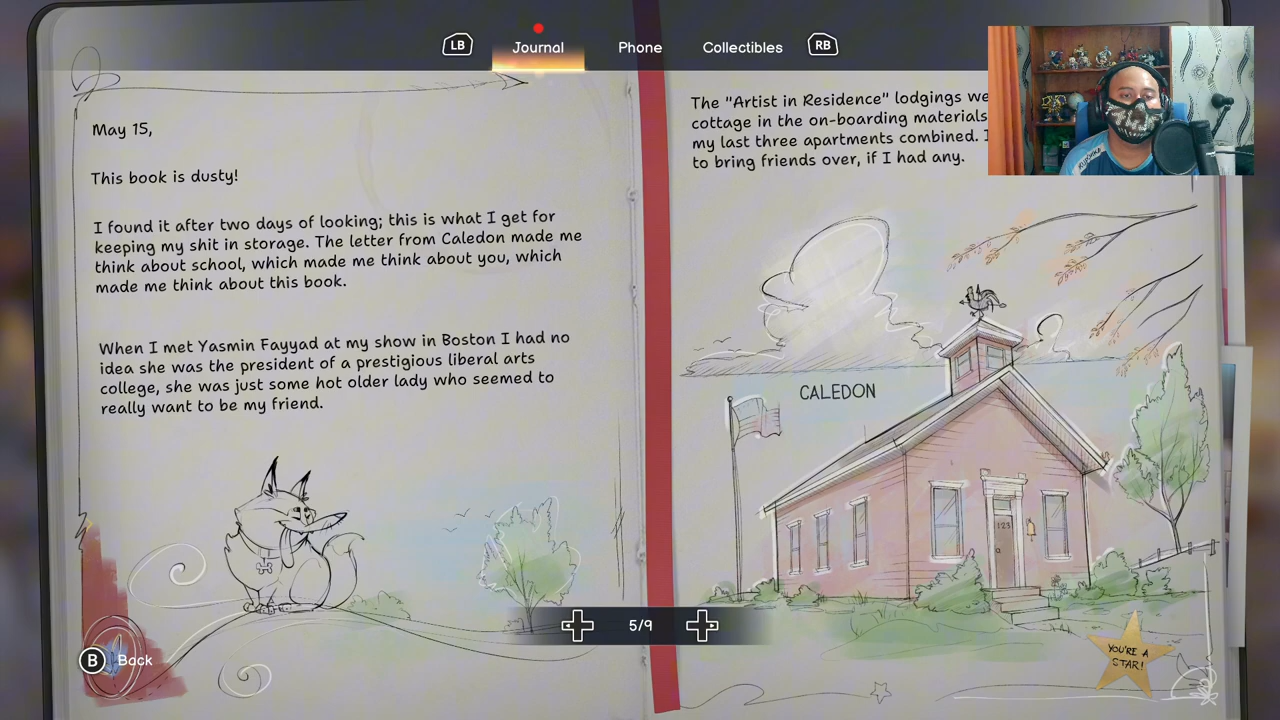 LB
Journal
Phone
Collectibles
RB
May 15,
This book is dusty!
I found it after two days of looking; this is what I get for
keeping my shit in storage. The letter from Caledon made me
think about school, which made me think about you, which
made me think about this book.
When I met Yasmin Fayyad at my show in Boston I had no
idea she was the president of a prestigious liberal arts
college, she was just some hot older lady who seemed to
really want to be my friend.
The "Artist in Residence" lodgings we
cottage in the on-boarding materials
my last three apartments combined. I
to bring friends over, if I had any.
CALEDON
123
YOU'RE A
STAR!
5/9
B
Back